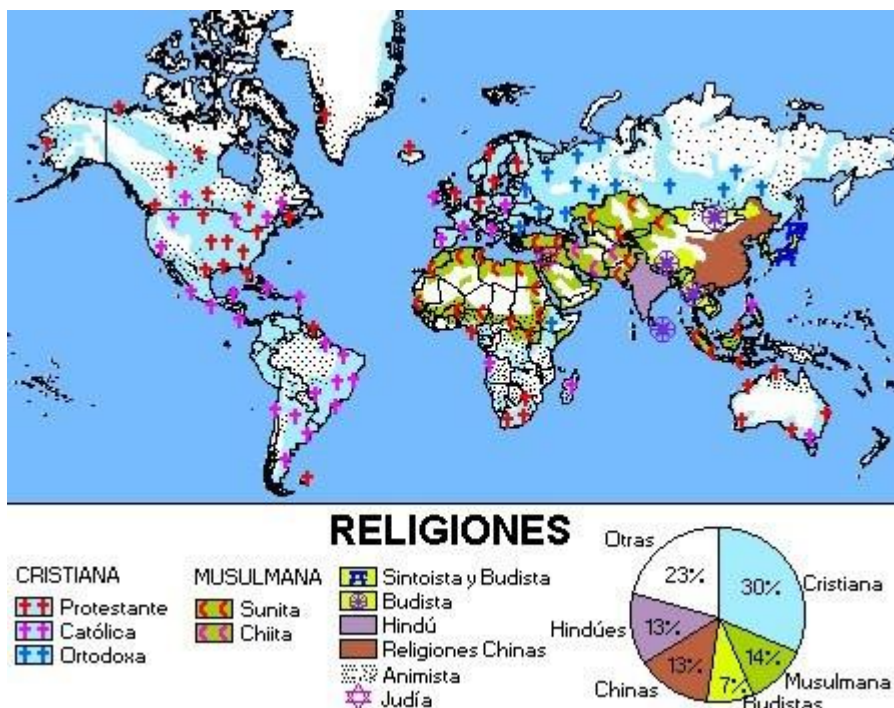 RELIGIONES
CRISTIANA
Protestante
Católica
Ortodoxa
MUSULMANA
Sunita
Chiita
Sintoista y Budista
Budista
Hindú
Religiones Chinas
Animista
Judía
Otras
23%
30%
Cristiana
Hindúes
13%
14%
Musulmana
Chinas
13%
7%
Budistas